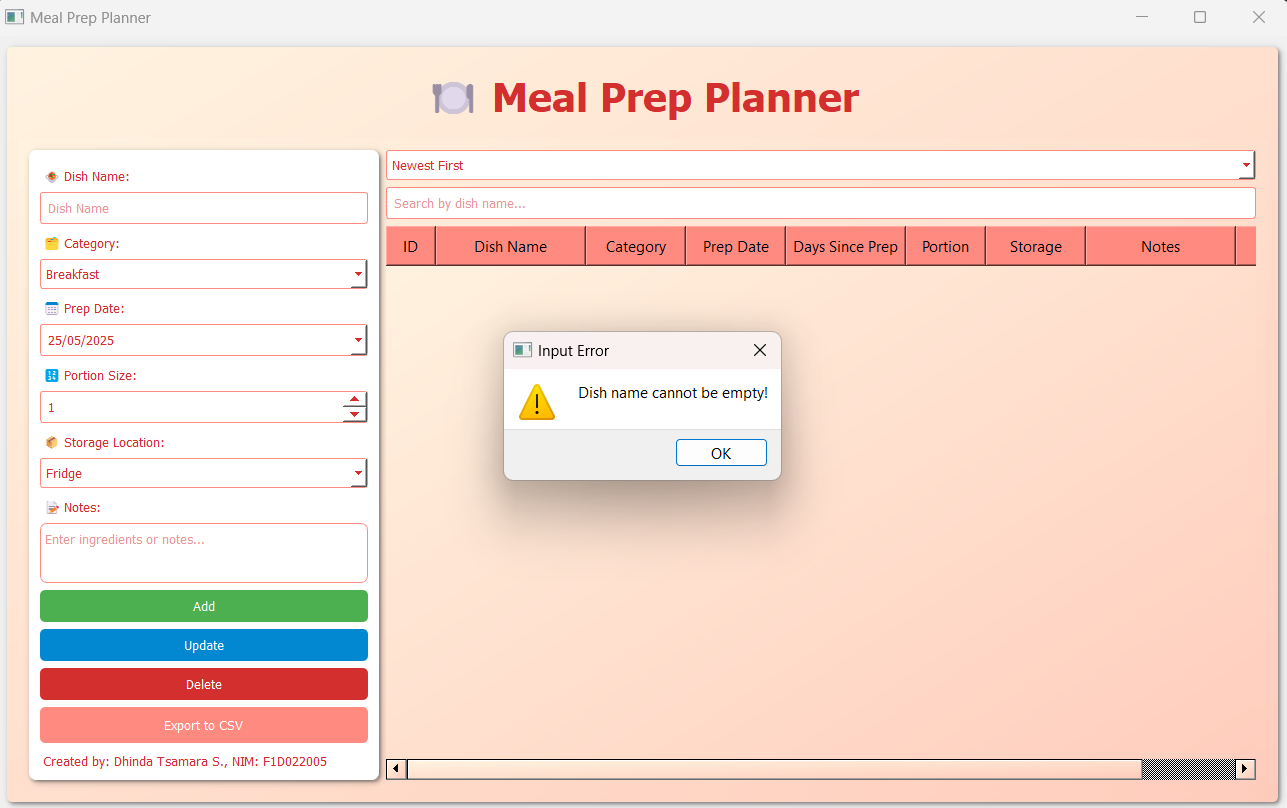 Meal Prep Planner
Meal Prep Planner
Dish Name:
Dish Name
Category:
Breakfast
Prep Date:
25/05/2025
Portion Size:
1
Storage Location:
Fridge
Notes:
Enter ingredients or notes...
Add
Update
Delete
Export to CSV
Created by: Dhinda Tsamara S., NIM: F1D022005
Newest First
Search by dish name...
ID Dish Name Category Prep Date Days Since Prep Portion Storage Notes
Input Error
Dish name cannot be empty!
OK